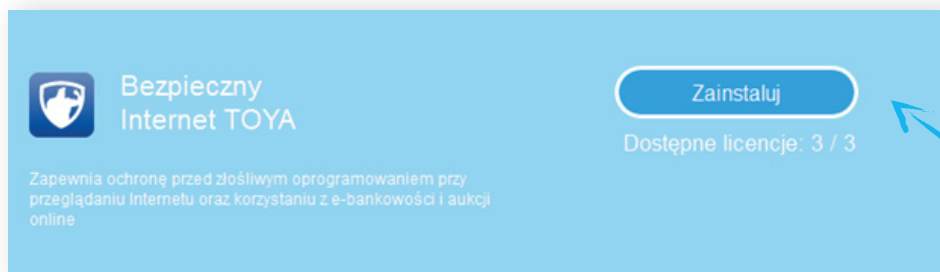 Bezpieczny
Internet TOYA
Zapewnia ochronę przed złośliwym oprogramowaniem przy
przeglądaniu Internetu oraz korzystaniu z e-bankowości i aukcji
online
Zainstaluj
Dostępne licencje: 3 / 3